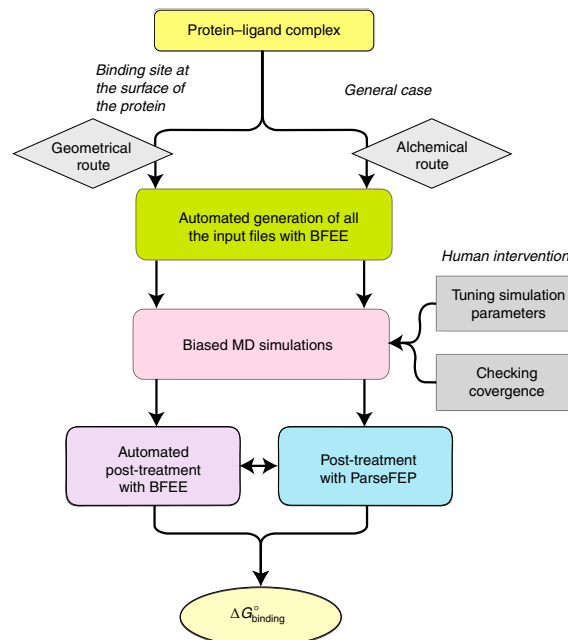 Protein–ligand complex
Binding site at
the surface of
the protein
General case
Geometrical
route
Alchemical
route
Automated generation of all
the input files with BFEE
Human intervention
Tuning simulation
parameters
Biased MD simulations
Checking
covergence
Automated
post-treatment
with BFEE
Post-treatment
with ParseFEP
ΔG°binding